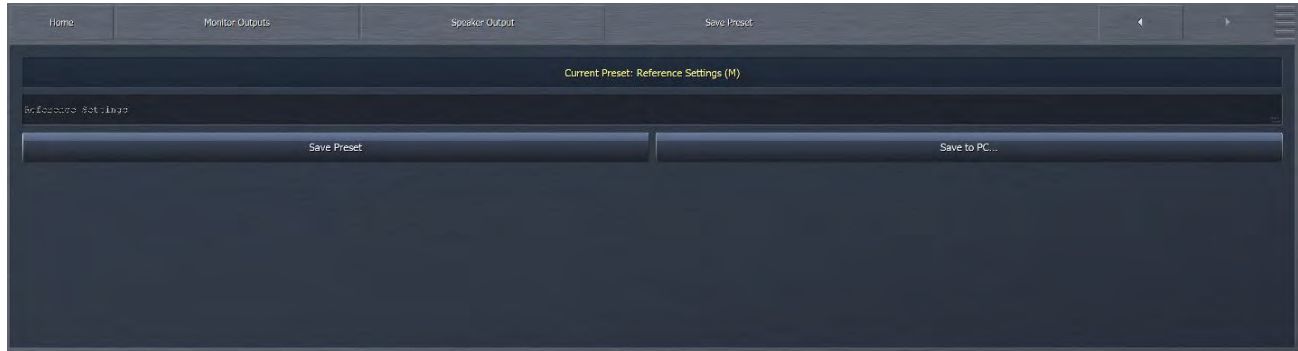 Home Monitor Outputs Speaker Output Save Preset
Current Preset: Reference Settings (M)
Reference Settings
Save Preset Save to PC...